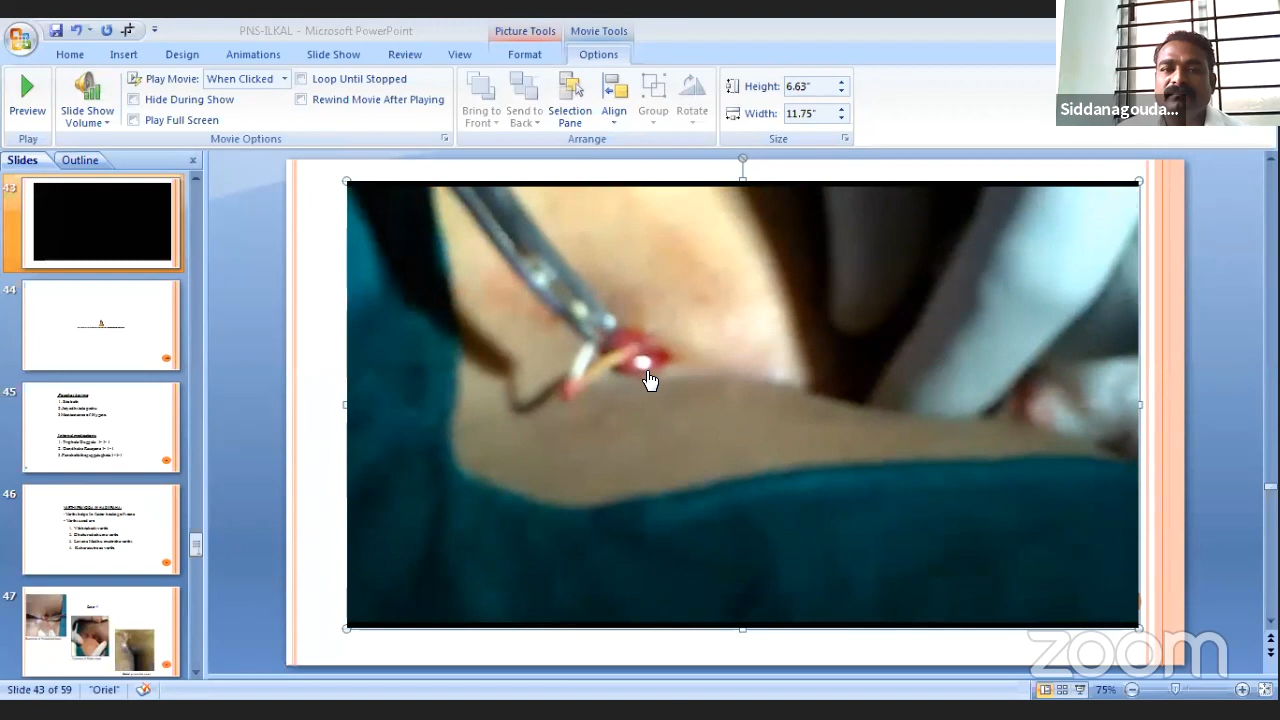 PNS-ILKAL - Microsoft PowerPoint
Picture Tools
Movie Tools
Home
Insert
Design
Animations
Slide Show
Review
View
Format
Options
Preview
Play
Slide Show Volume
Play Movie: When Clicked
Hide During Show
Play Full Screen
Loop Until Stopped
Rewind Movie After Playing
Movie Options
Bring to Front
Send to Back
Selection Pane
Align
Group
Rotate
Arrange
Height: 6.63"
Width: 11.75"
Size
Siddanagouda...
Slides
Outline
43
44
45
46
47
zoom
Slide 43 of 59
"Oriel"
75%